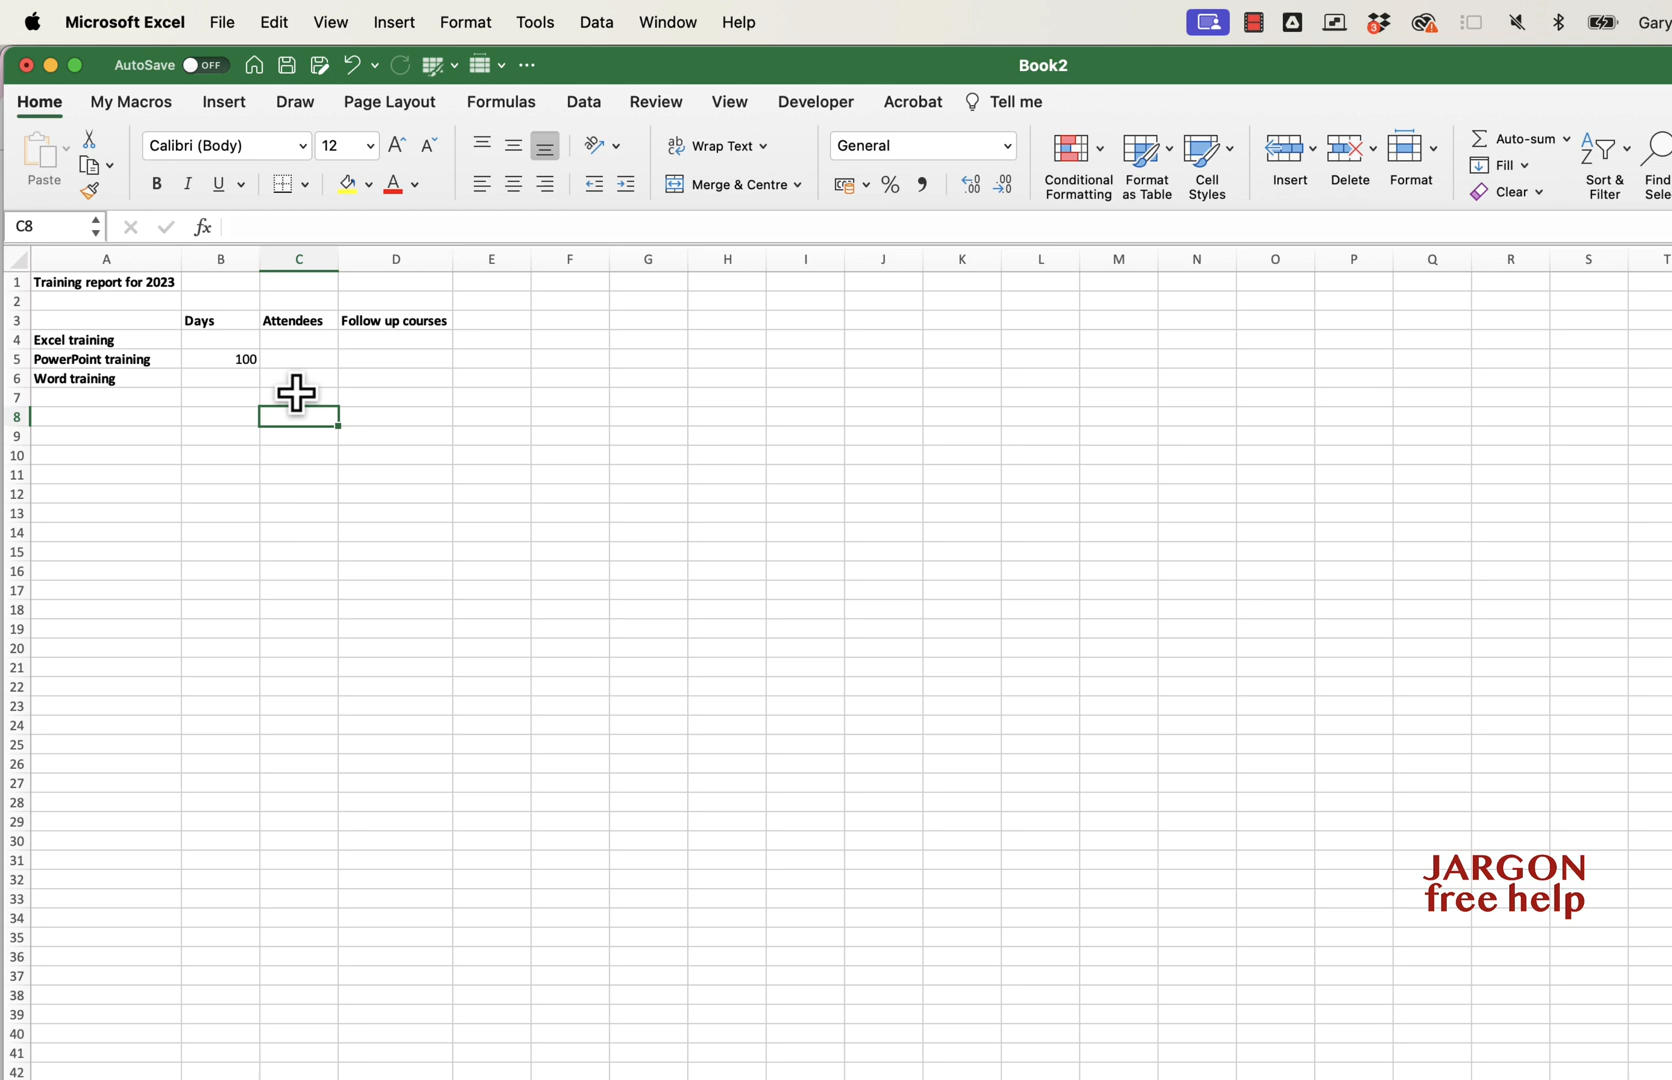 Microsoft Excel File Edit View Insert Format Tools Data Window Help 3 Gary
AutoSave OFF Book2
Home My Macros Insert Draw Page Layout Formulas Data Review View Developer Acrobat Tell me
Paste Calibri (Body) 12 A A ab Wrap Text General Conditional Formatting Format as Table Cell Styles Insert Delete Format Auto-sum Fill Clear Sort & Filter
B I U A Merge & Centre % .00 .0
C8 fx
A B C D E F G H I J K L M N O P Q R S T
1 Training report for 2023
2
3 Days Attendees Follow up courses
4 Excel training
5 PowerPoint training 100
6 Word training
7
8
9
10
11
12
13
14
15
16
17
18
19
20
21
22
23
24
25
26
27
28
29
30
31
32
33
34
35
36
37
38
39
40
41
42
JARGON
free help